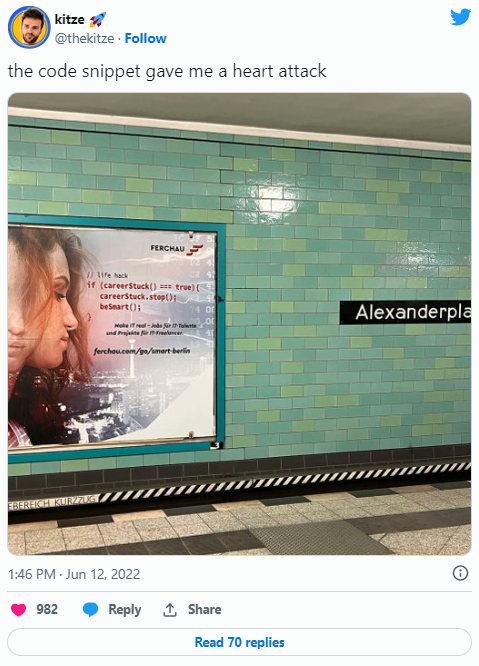 kitze 🚀
@thekitze · Follow
the code snippet gave me a heart attack
FERCHAU
// life hack
if (careerStuck() === true){
careerStuck.stop();
beSmart();
}
Make IT real – Jobs für IT-Talente
und Projekte für IT-Freelancer.
ferchau.com/go/smart-berlin
Alexanderpla
EBEREICH KURZZUG
1:46 PM · Jun 12, 2022
982 Reply Share
Read 70 replies